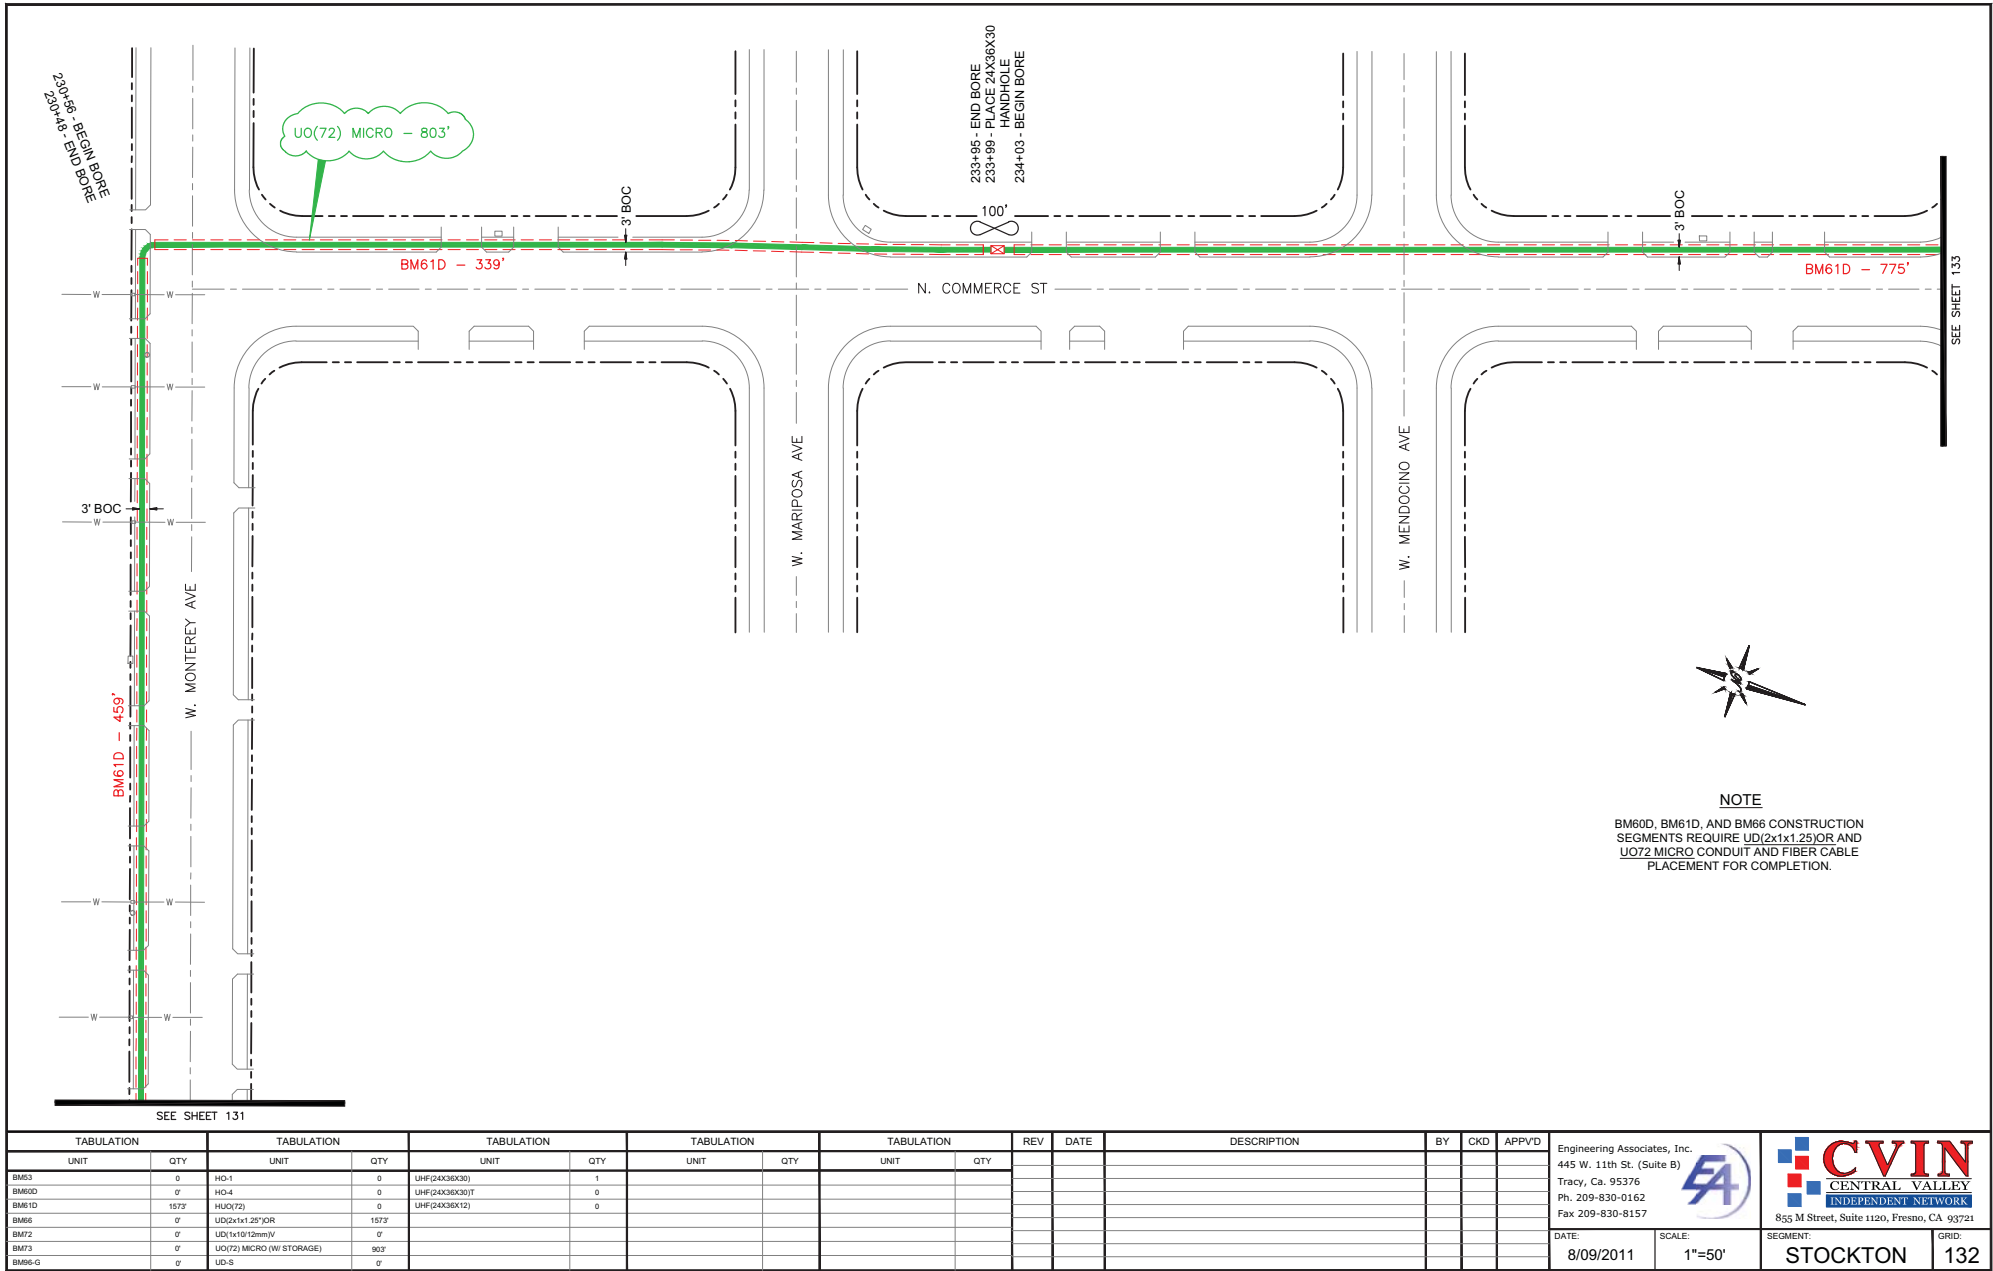 230+56 - BEGIN BORE
230+48 - END BORE
UO(72) MICRO - 803'
233+95 - END BORE
233+99 - PLACE 24X36X30
HANDHOLE
234+03 - BEGIN BORE
100'
3' BOC
3' BOC
BM61D - 339'
BM61D - 775'
N. COMMERCE ST
SEE SHEET 133
W W
W W
3' BOC
W W
W. MARIPOSA AVE
W. MENDOCINO AVE
W. MONTEREY AVE
BM61D - 459'
W W
W W
SEE SHEET 131
NOTE
BM60D, BM61D, AND BM66 CONSTRUCTION
SEGMENTS REQUIRE UD(2x1x1.25)OR AND
UO72 MICRO CONDUIT AND FIBER CABLE
PLACEMENT FOR COMPLETION.
TABULATION TABULATION TABULATION TABULATION TABULATION REV DATE DESCRIPTION BY CKD APPV'D
UNIT QTY UNIT QTY UNIT QTY UNIT QTY UNIT QTY
BM53 0 HO-1 0 UHF(24X36X30) 1
BM60D 0' HO-4 0 UHF(24X36X30)T 0
BM61D 1573' HUO(72) 0 UHF(24X36X12) 0
BM66 0' UD(2x1x1.25")OR 1573'
BM72 0' UD(1x10/12mm)V 0'
BM73 0' UO(72) MICRO (W/ STORAGE) 903'
BM96-G 0' UD-S 0'
Engineering Associates, Inc.
445 W. 11th St. (Suite B)
Tracy, Ca. 95376
Ph. 209-830-0162
Fax 209-830-8157
EA
CVIN
CENTRAL VALLEY
INDEPENDENT NETWORK
855 M Street, Suite 1120, Fresno, CA 93721
DATE: 8/09/2011
SCALE: 1"=50'
SEGMENT: STOCKTON
GRID: 132